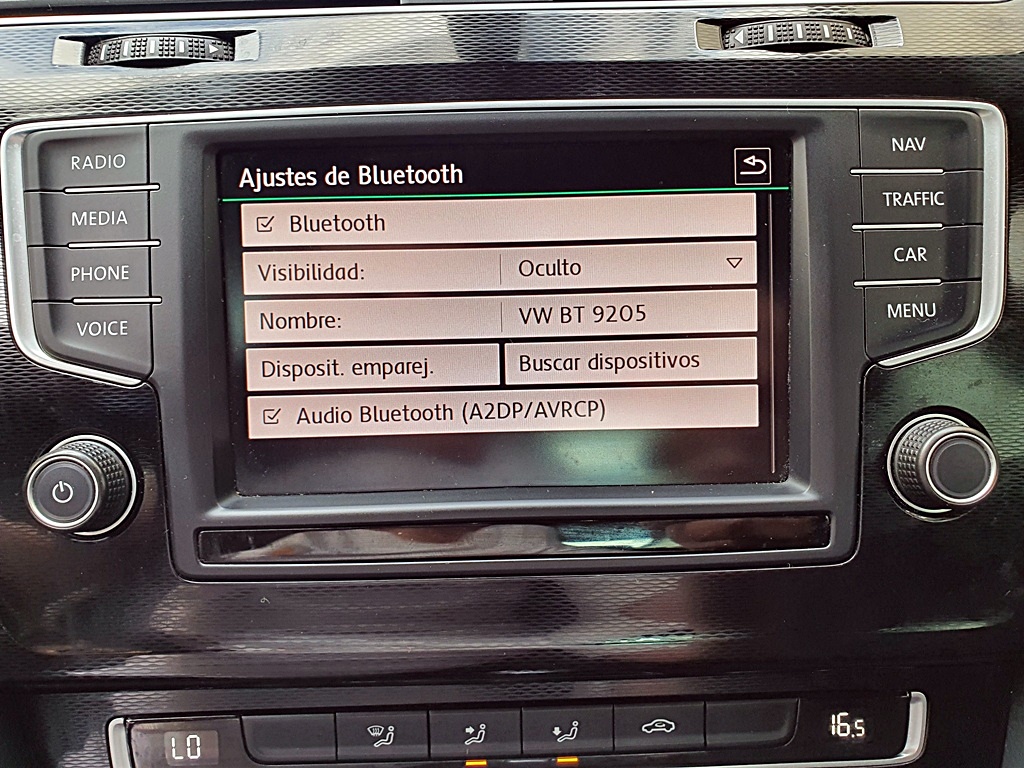 RADIO
MEDIA
PHONE
VOICE
Ajustes de Bluetooth
Bluetooth
Visibilidad: Oculto
Nombre: VW BT 9205
Disposit. emparej. Buscar dispositivos
Audio Bluetooth (A2DP/AVRCP)
NAV
TRAFFIC
CAR
MENU
LO
16.5